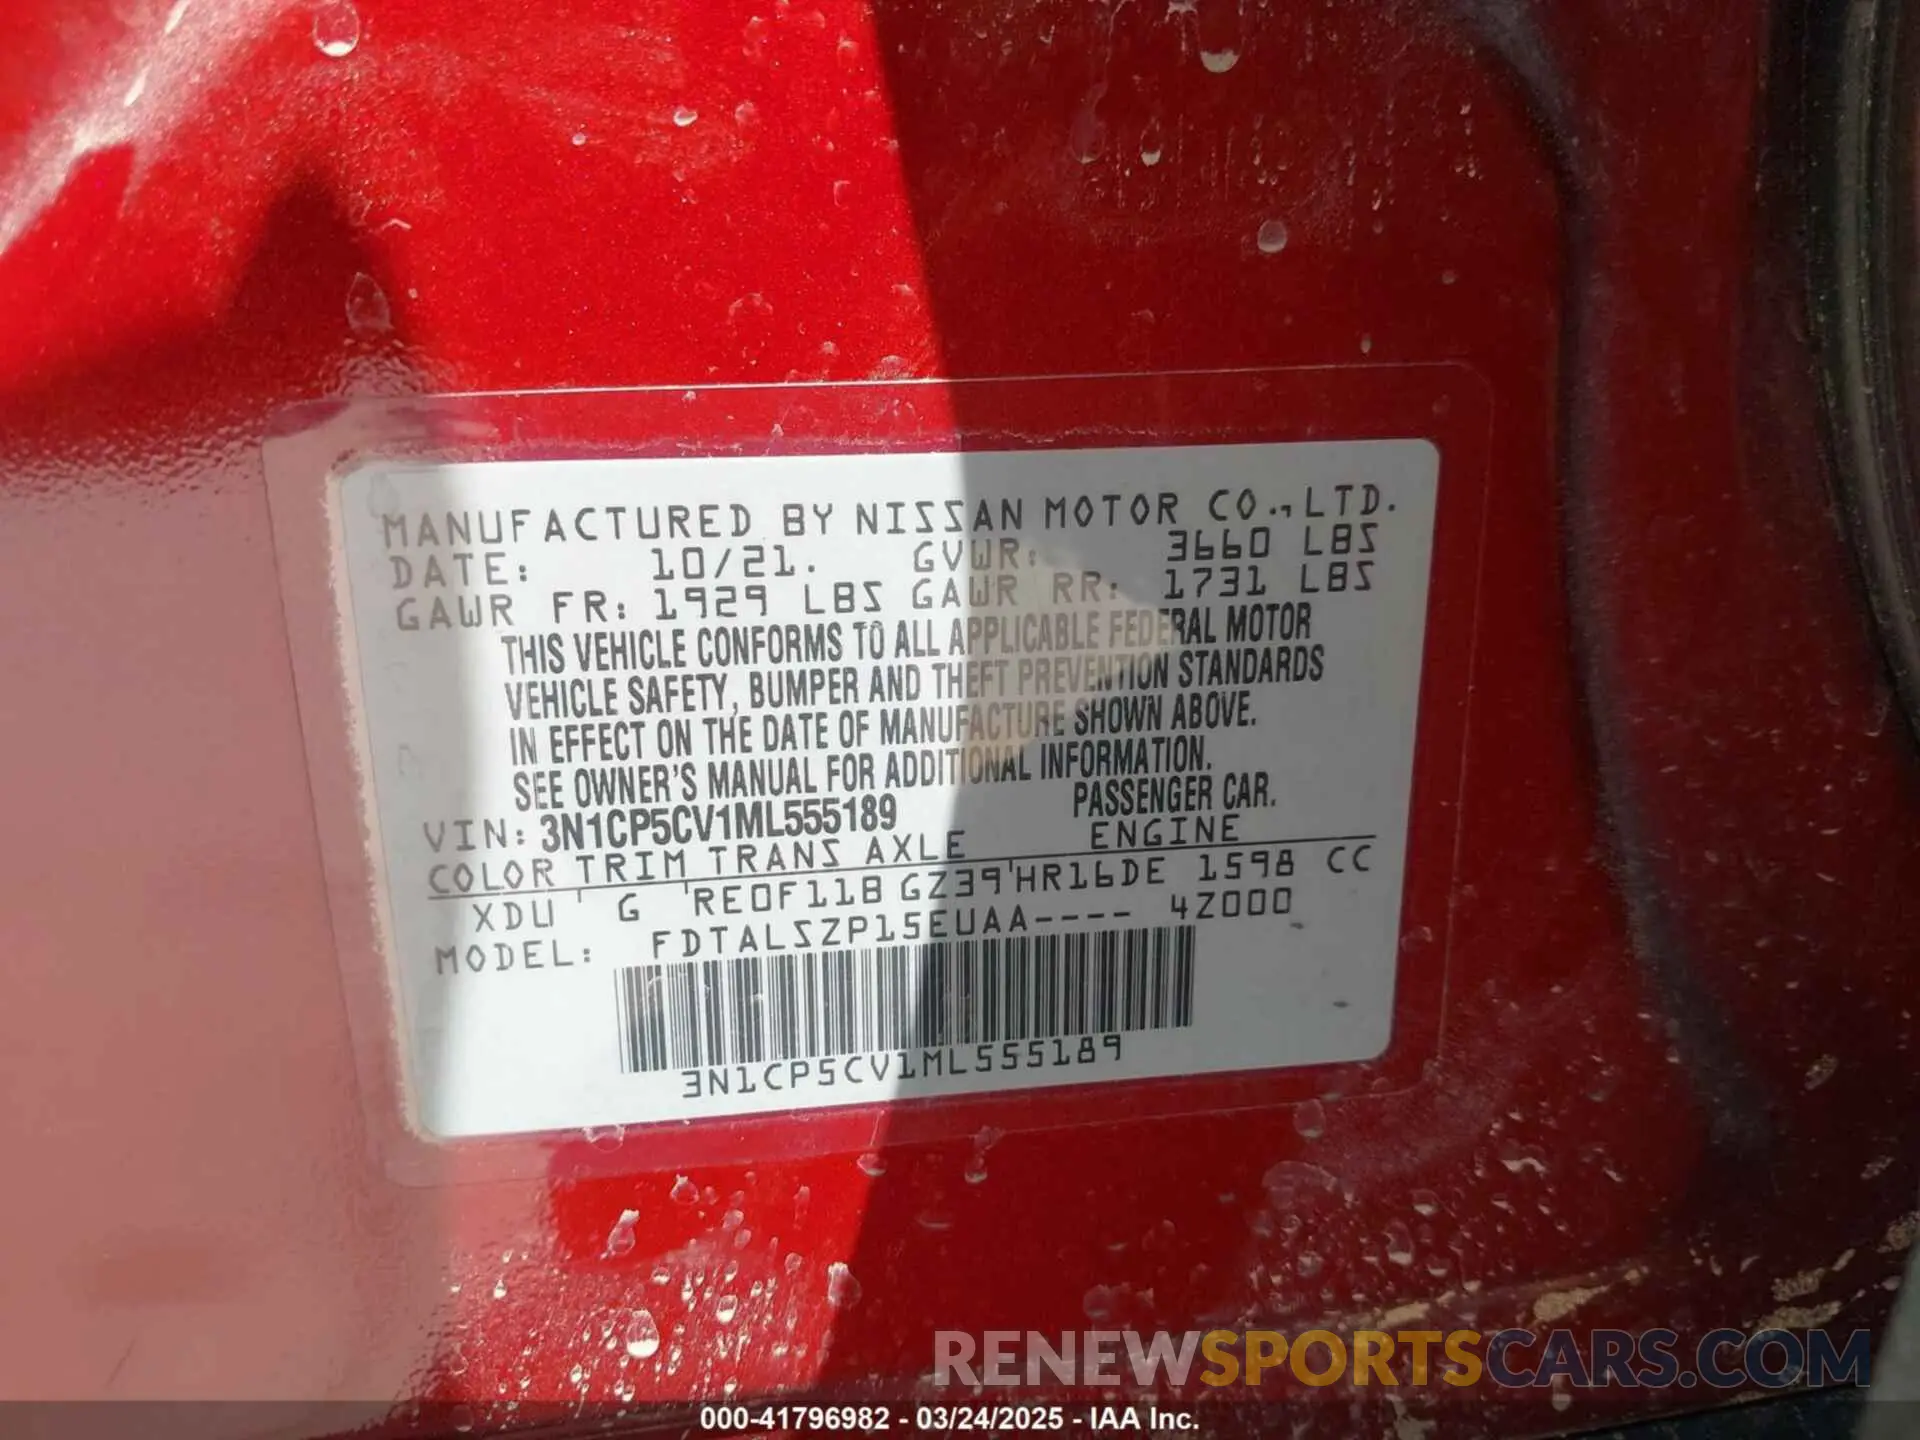 MANUFACTURED BY NISSAN MOTOR CO., LTD.
DATE: 10/21. GVWR: 3660 LBS
GAWR FR: 1929 LBS GAWR RR: 1731 LBS
THIS VEHICLE CONFORMS TO ALL APPLICABLE FEDERAL MOTOR
VEHICLE SAFETY, BUMPER AND THEFT PREVENTION STANDARDS
IN EFFECT ON THE DATE OF MANUFACTURE SHOWN ABOVE.
SEE OWNER'S MANUAL FOR ADDITIONAL INFORMATION.
VIN: 3N1CP5CV1ML555189 PASSENGER CAR.
COLOR TRIM TRANS AXLE ENGINE
XDU G RE0F11B GZ39 HR16DE 1598 CC
MODEL: FDTALSZP15EUAA---- 4Z000
3N1CP5CV1ML555189
RENEWSPORTSCARS.COM
000-41796982 - 03/24/2025 - IAA Inc.